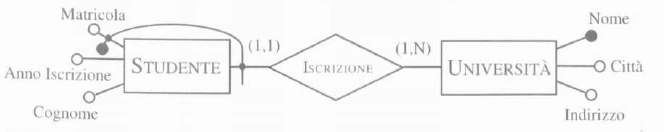 Matricola
Nome
(1,1)
(1,N)
STUDENTE
ISCRIZIONE
UNIVERSITÀ
Città
Anno Iscrizione
Cognome
Indirizzo